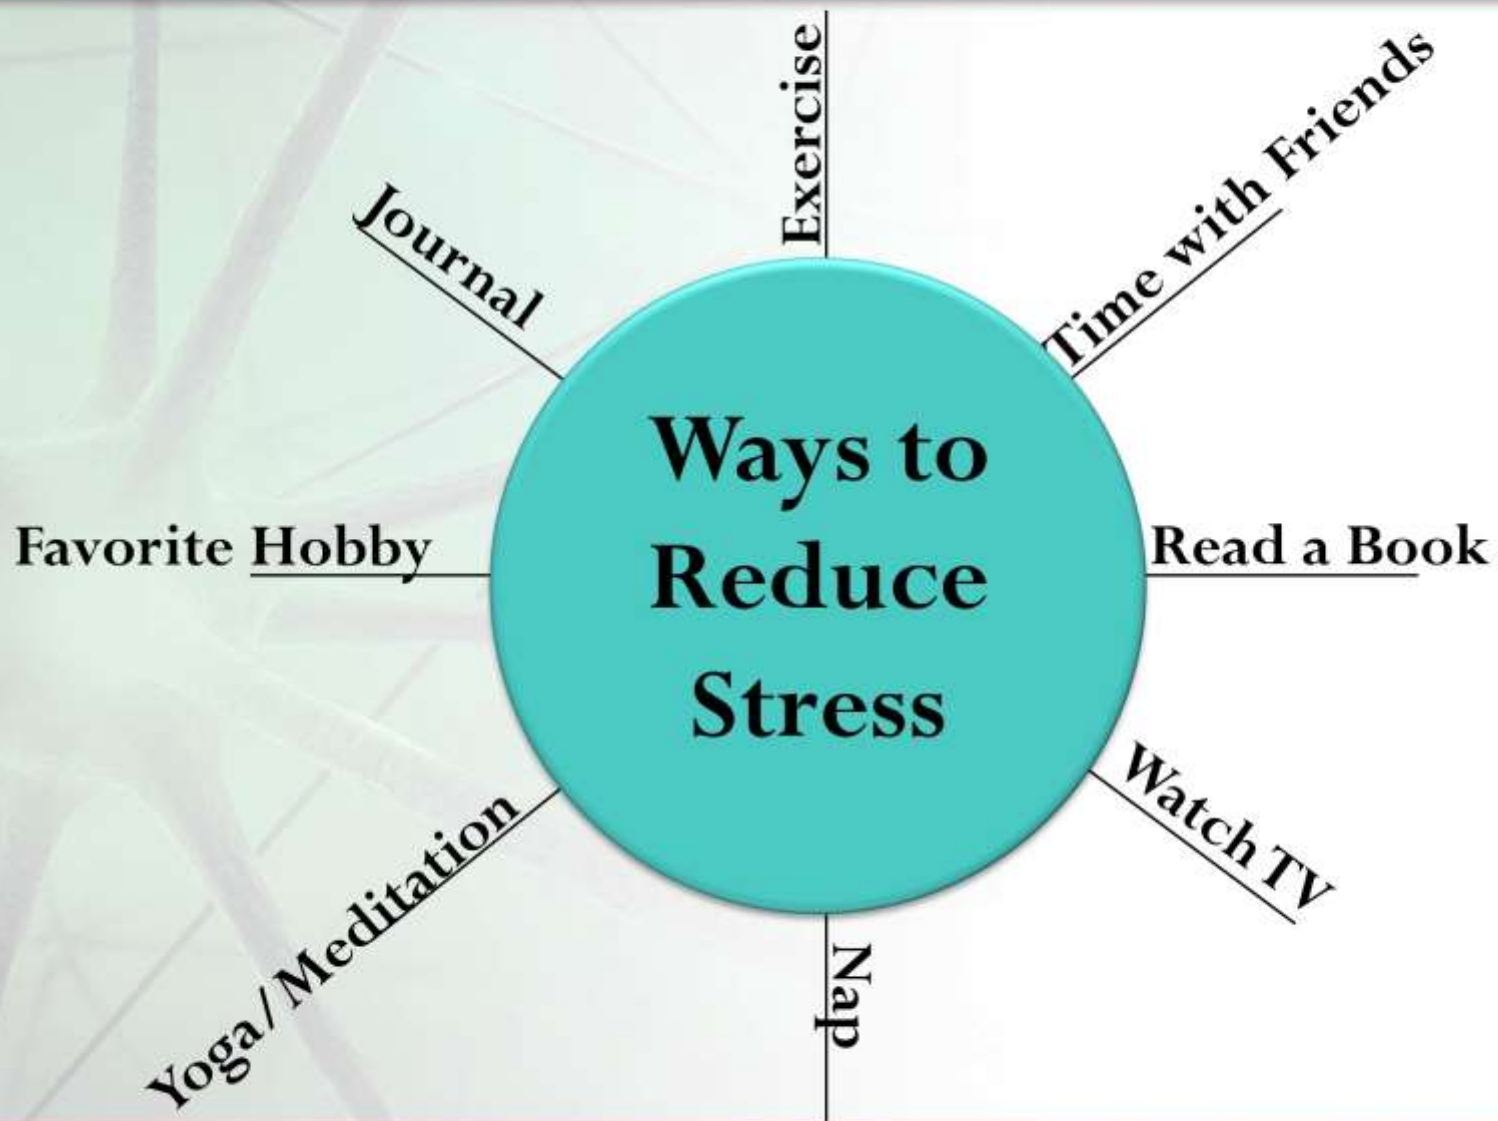 Exercise
Time with Friends
Journal
Ways to
Reduce
Stress
Favorite Hobby
Read a Book
Watch TV
Yoga/Meditation
Nap